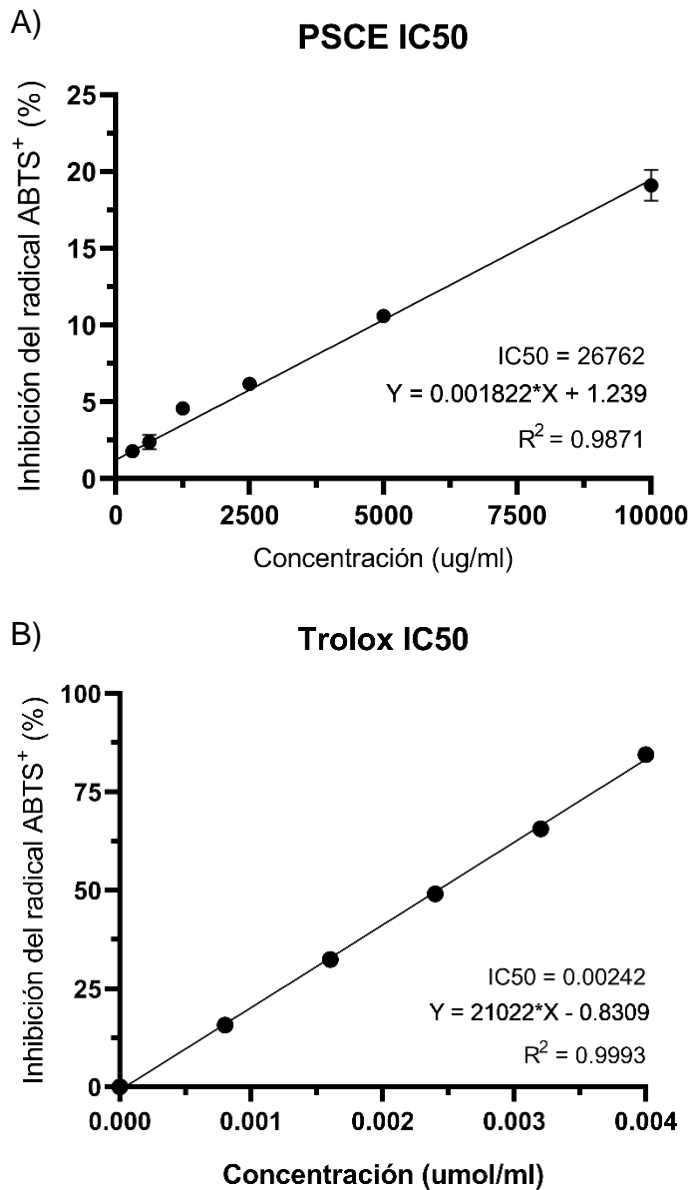 A)
PSCE IC50
Inhibición del radical ABTS⁺ (%)
25
20
15
10
5
0
IC50 = 26762
Y = 0.001822*X + 1.239
R² = 0.9871
0 2500 5000 7500 10000
Concentración (ug/ml)
B)
Trolox IC50
Inhibición del radical ABTS⁺ (%)
100
75
50
25
0
IC50 = 0.00242
Y = 21022*X - 0.8309
R² = 0.9993
0.000 0.001 0.002 0.003 0.004
Concentración (umol/ml)